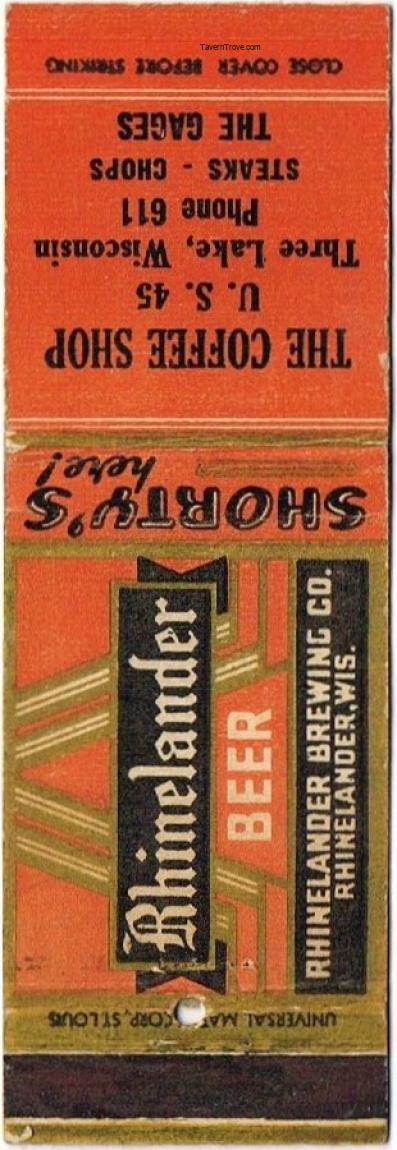 TavernTrove.com
UNIVERSAL CORP., ST. LOUIS
Rhinelander
BEER
RHINELANDER BREWING CO.
RHINELANDER, WIS.
SHORTY'S
here!
THE COFFEE SHOP
U. S. 45
Three Lake, Wisconsin
Phone 611
STEAKS - CHOPS
THE GAGES
CLOSE COVER BEFORE STRIKING